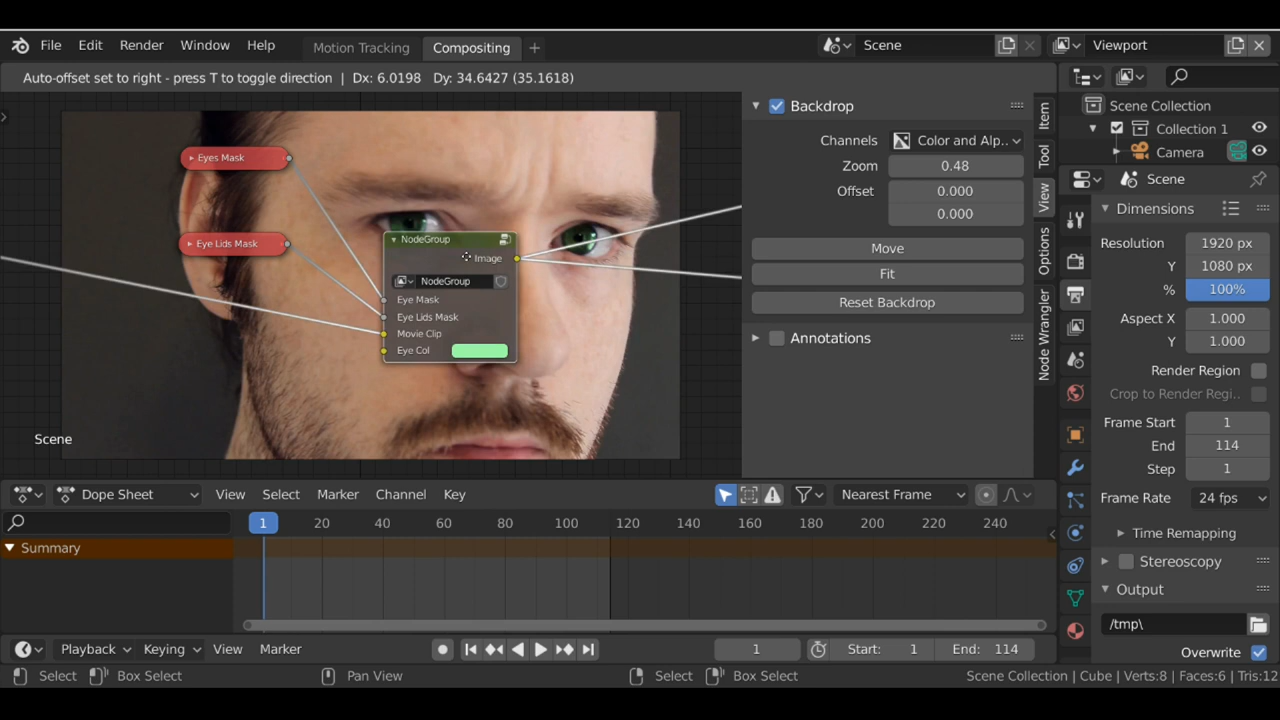 File Edit Render Window Help Motion Tracking Compositing + Scene Viewport
Auto-offset set to right - press T to toggle direction | Dx: 6.0198 Dy: 34.6427 (35.1618)
Eyes Mask
Eye Lids Mask
NodeGroup
Image
NodeGroup
Eye Mask
Eye Lids Mask
Movie Clip
Eye Col
Scene
Backdrop
Channels Color and Alp..
Zoom 0.48
Offset 0.000
0.000
Move
Fit
Reset Backdrop
Annotations
Item
Tool
View
Options
Node Wrangler
Scene Collection
Collection 1
Camera
Scene
Dimensions
Resolution 1920 px
Y 1080 px
% 100%
Aspect X 1.000
Y 1.000
Render Region
Crop to Render Regi..
Frame Start 1
End 114
Step 1
Frame Rate 24 fps
Time Remapping
Stereoscopy
Output
/tmp\
Overwrite
Dope Sheet View Select Marker Channel Key Nearest Frame
1 20 40 60 80 100 120 140 160 180 200 220 240
Summary
Playback Keying View Marker 1 Start: 1 End: 114
Select Box Select Pan View Select Box Select Scene Collection | Cube | Verts:8 | Faces:6 | Tris:12